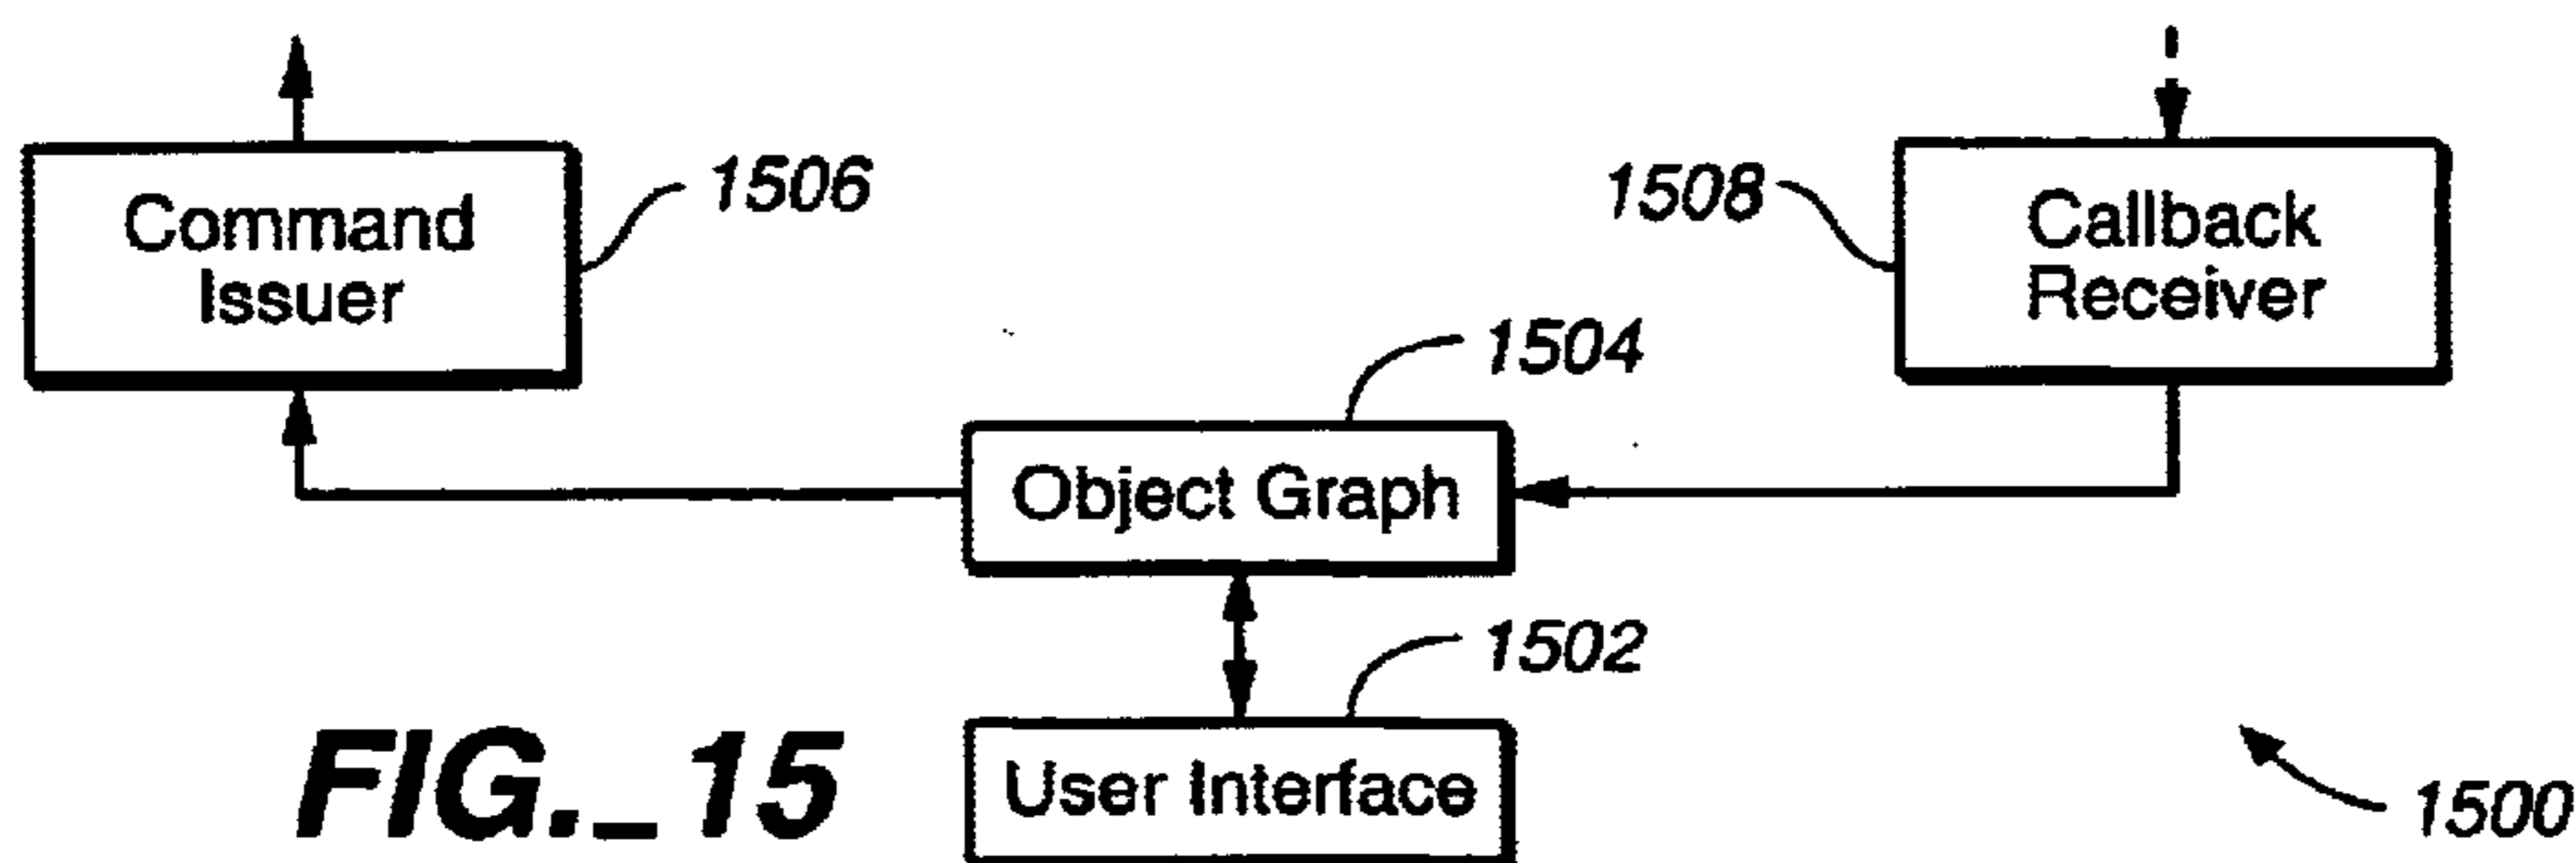 Command
Issuer
1506
1508
Callback
Receiver
1504
Object Graph
1502
User Interface
FIG._15
1500